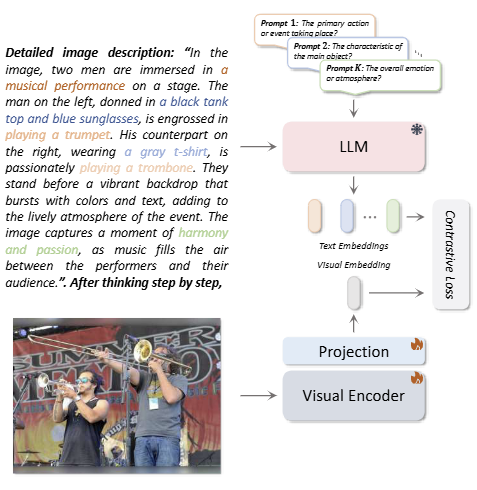 Detailed image description: “In the
image, two men are immersed in a
musical performance on a stage. The
man on the left, donned in a black tank
top and blue sunglasses, is engrossed in
playing a trumpet. His counterpart on
the right, wearing a gray t-shirt, is
passionately playing a trombone. They
stand before a vibrant backdrop that
bursts with colors and text, adding to
the lively atmosphere of the event. The
image captures a moment of harmony
and passion, as music fills the air
between the performers and their
audience.”. After thinking step by step,
Prompt 1: The primary action
or event taking place?
Prompt 2: The characteristic of
the main object?
Prompt K: The overall emotion
or atmosphere?
LLM
...
Text Embeddings
Visual Embedding
Contrastive Loss
Projection
Visual Encoder
SUMMER